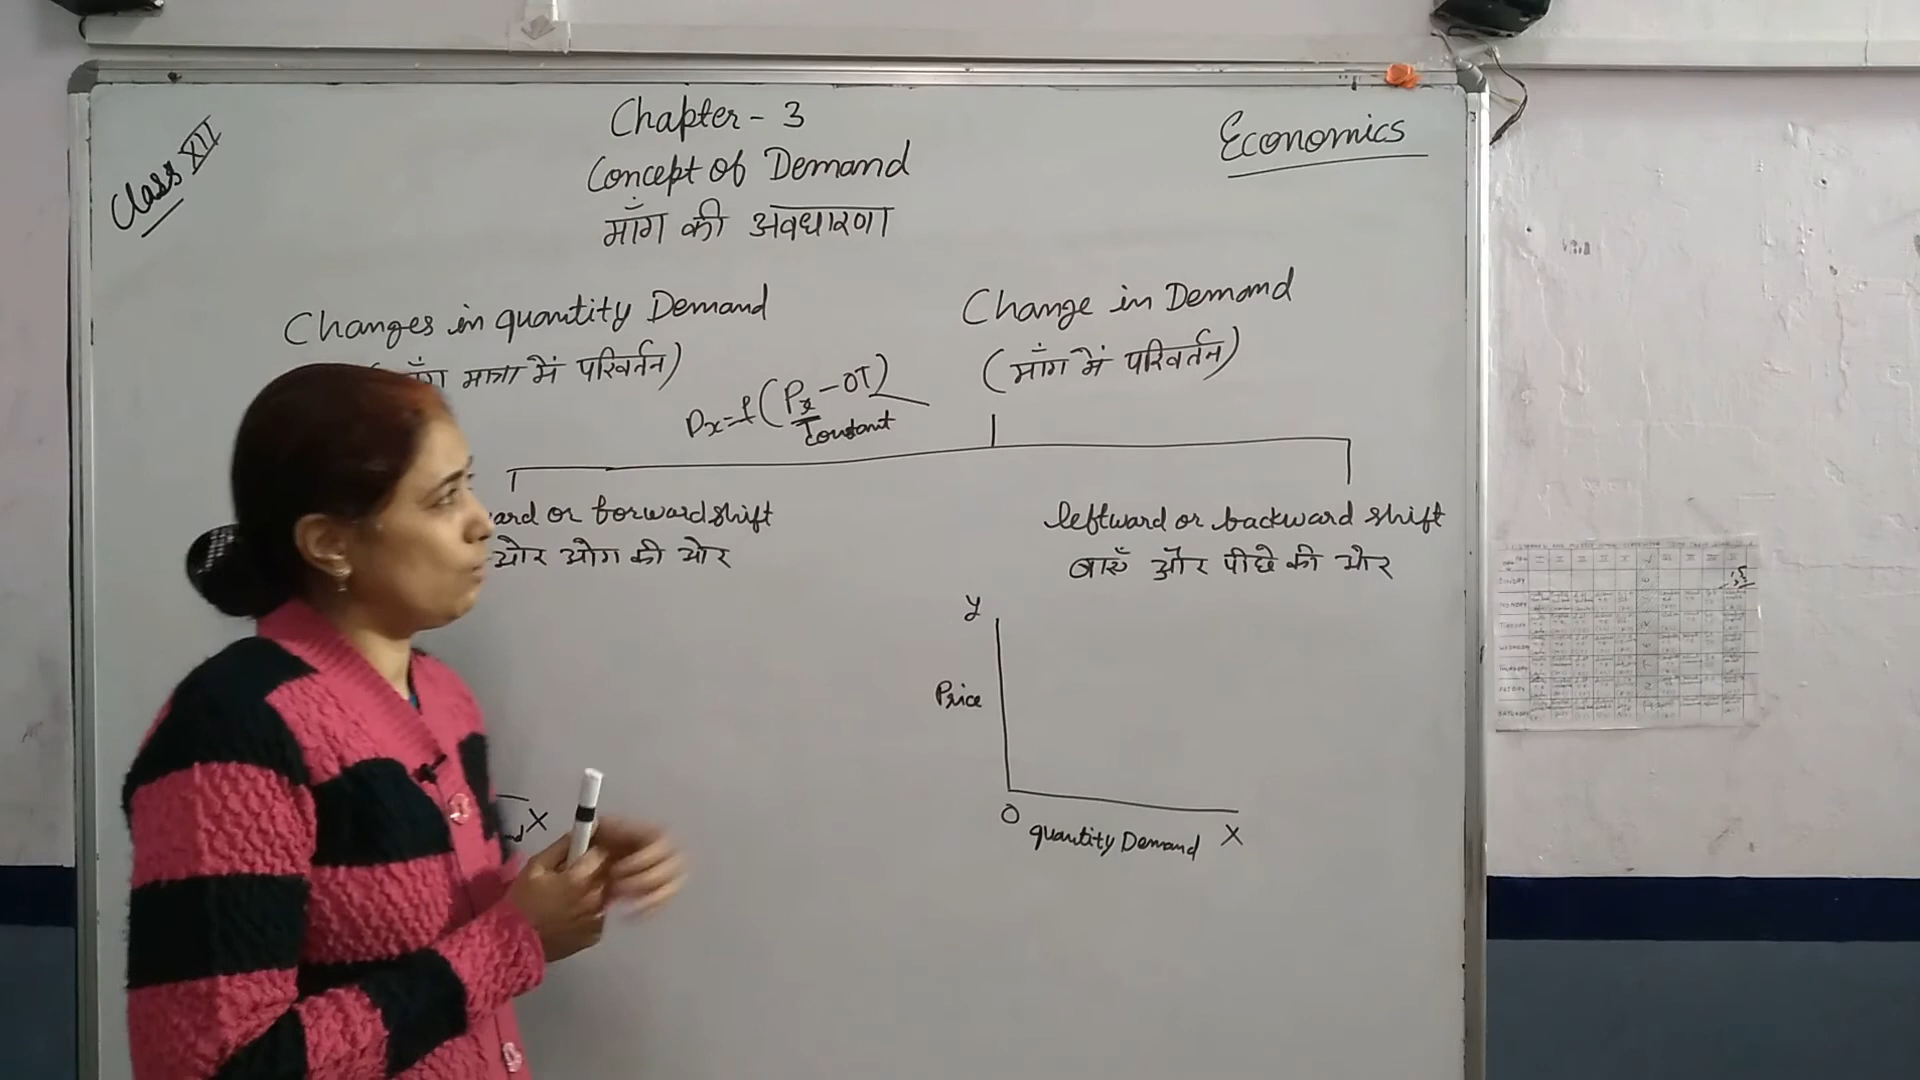 Class XII
Chapter - 3
Economics
Concept of Demand
माँग की अवधारणा
Changes in quantity Demand
मात्रा में परिवर्तन)
Change in Demand
(माँग में परिवर्तन)
Dx = f (Px - OT)
Constant
or forward shift
ओर ओग की ओर
leftward or backward shift
बाएँ और पीछे की ओर
Y
Price
O
quantity Demand X
X